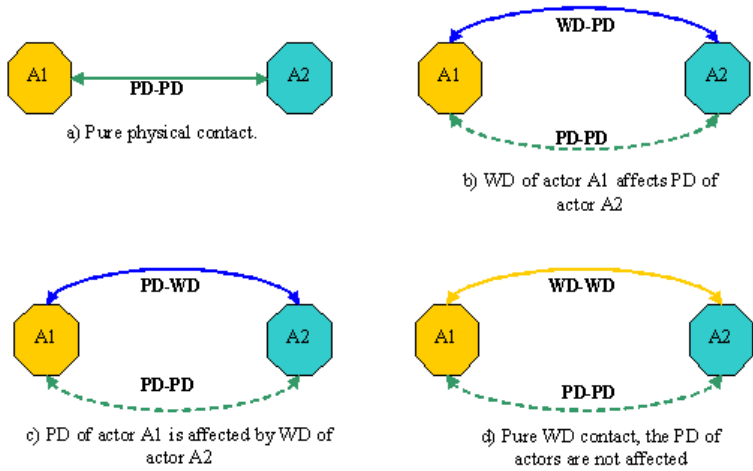 A1
PD-PD
A2
a) Pure physical contact.
WD-PD
A1
A2
PD-PD
b) WD of actor A1 affects PD of
actor A2
PD-WD
A1
A2
PD-PD
c) PD of actor A1 is affected by WD of
actor A2
WD-WD
A1
A2
PD-PD
d) Pure WD contact, the PD of
actors are not affected